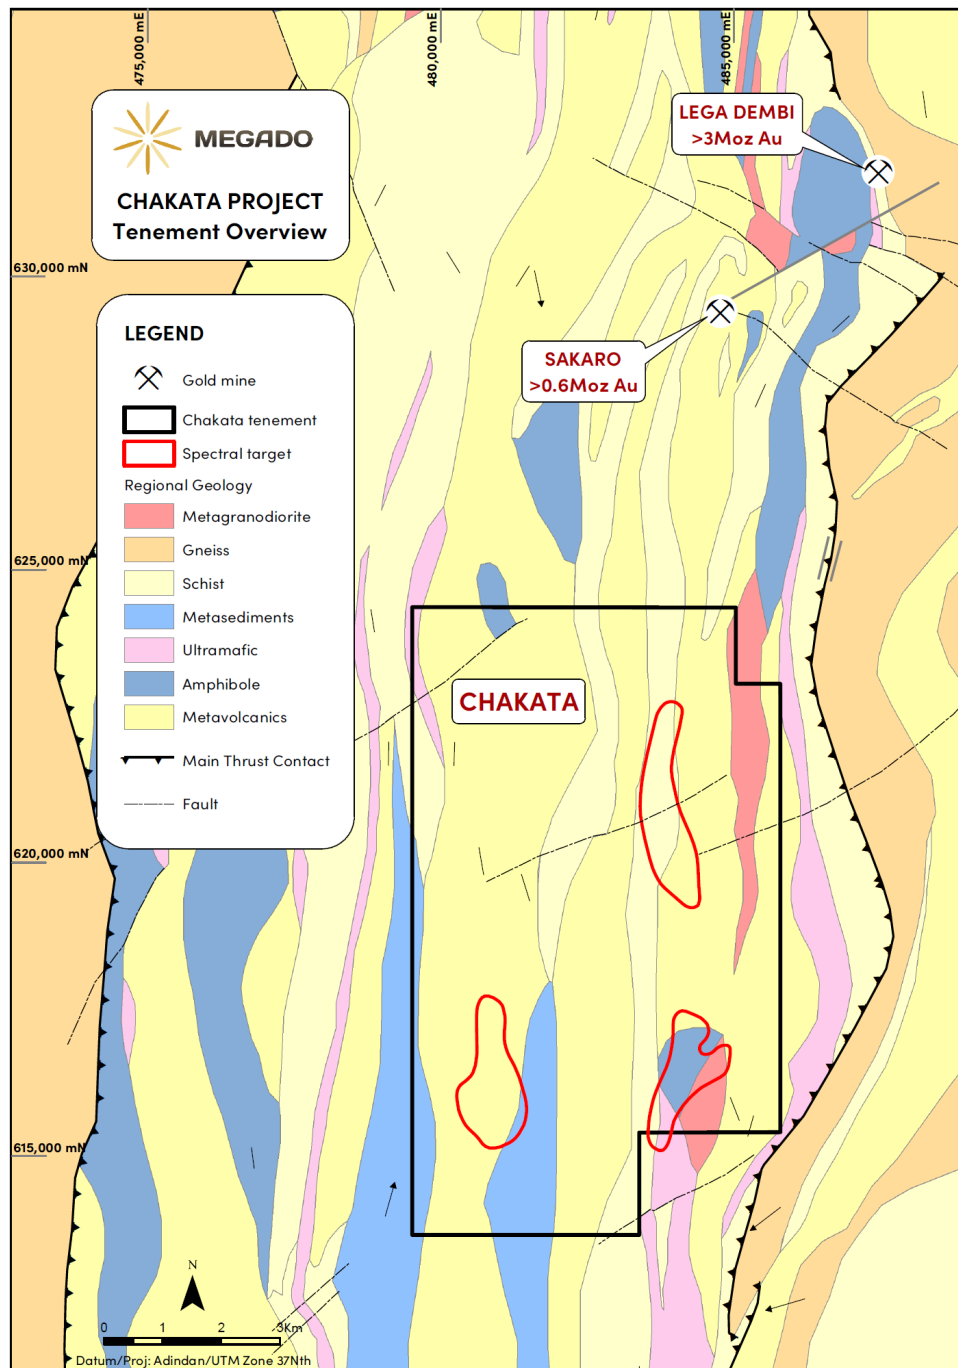 475,000 mE
480,000 mE
485,000 mE
MEGADO
CHAKATA PROJECT
Tenement Overview
LEGA DEMBI
>3Moz Au
630,000 mN
SAKARO
>0.6Moz Au
LEGEND
Gold mine
Chakata tenement
Spectral target
Regional Geology
Metagranodiorite
Gneiss
Schist
Metasediments
Ultramafic
Amphibole
Metavolcanics
Main Thrust Contact
Fault
625,000 mN
CHAKATA
620,000 mN
615,000 mN
N
0 1 2 3Km
Datum/Proj: Adindan/UTM Zone 37Nth